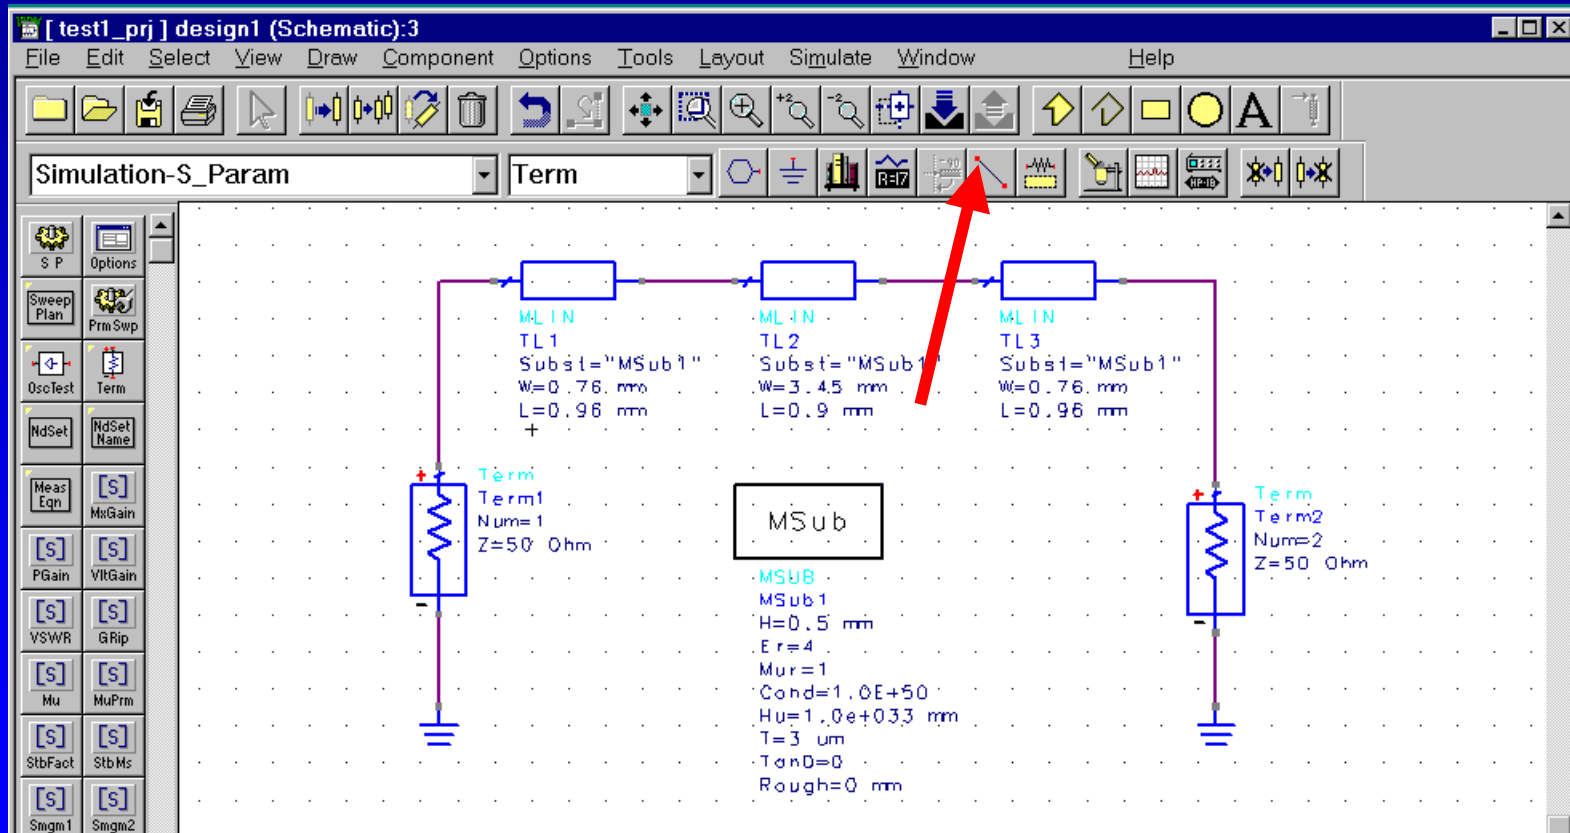 [ test1_prj ] design1 (Schematic):3
File Edit Select View Draw Component Options Tools Layout Simulate Window Help
+2 -2 A
Simulation-S_Param Term
R=17 -90
S P Options
Sweep Plan PrmSwp
OscTest Term
NdSet NdSet Name
Meas Eqn [S] MxGain
[S] PGain [S] VltGain
[S] VSWR [S] GRip
[S] Mu [S] MuPrm
[S] StbFact [S] StbMs
[S] Smgm1 [S] Smgm2
MLIN
TL1
Subst="MSub1"
W=0.76 mm
L=0.96 mm
MLIN
TL2
Subst="MSub1"
W=3.45 mm
L=0.9 mm
MLIN
TL3
Subst="MSub1"
W=0.76 mm
L=0.96 mm
+
Term
Term1
Num=1
Z=50 Ohm
-
MSub
MSUB
MSub1
H=0.5 mm
Er=4
Mur=1
Cond=1.0E+50
Hu=1.0e+033 mm
T=3 um
TanD=0
Rough=0 mm
+
Term
Term2
Num=2
Z=50 Ohm
-